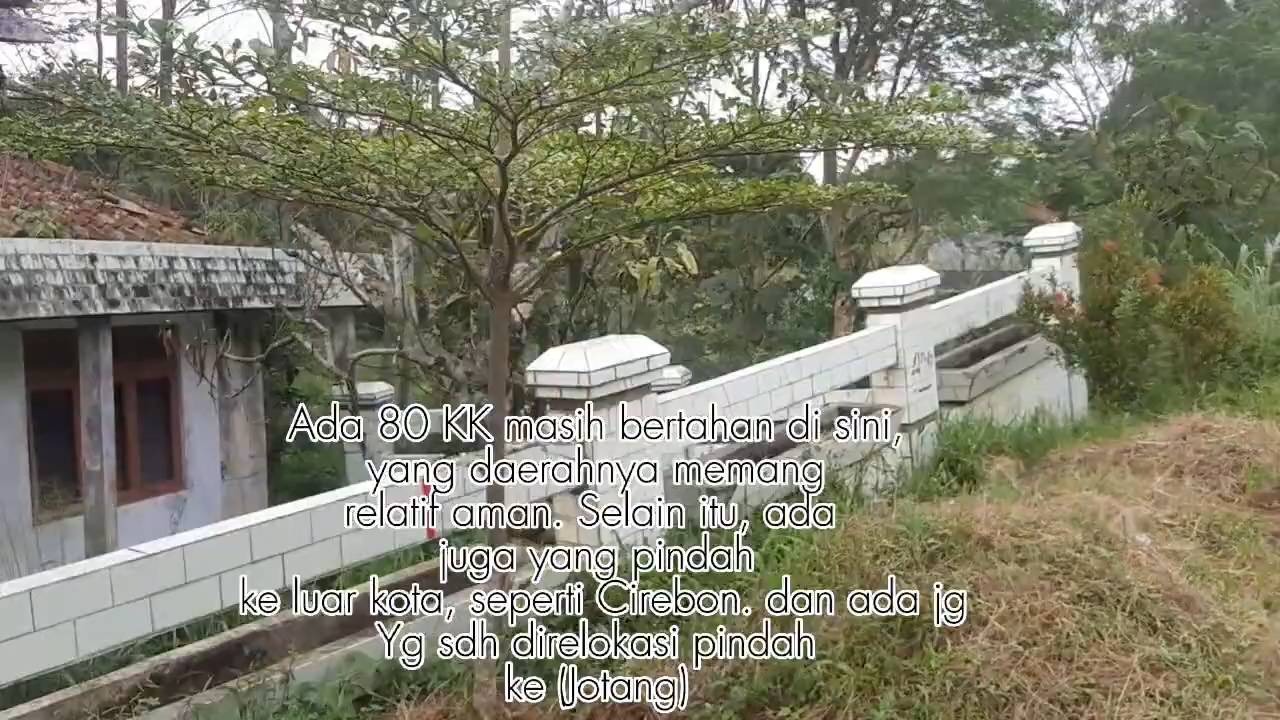 Ada 80 KK masih bertahan di sini,
yang daerahnya memang
relatif aman. Selain itu, ada
juga yang pindah
ke luar kota, seperti Cirebon. dan ada jg
Yg sdh direlokasi pindah
ke (Jotang)